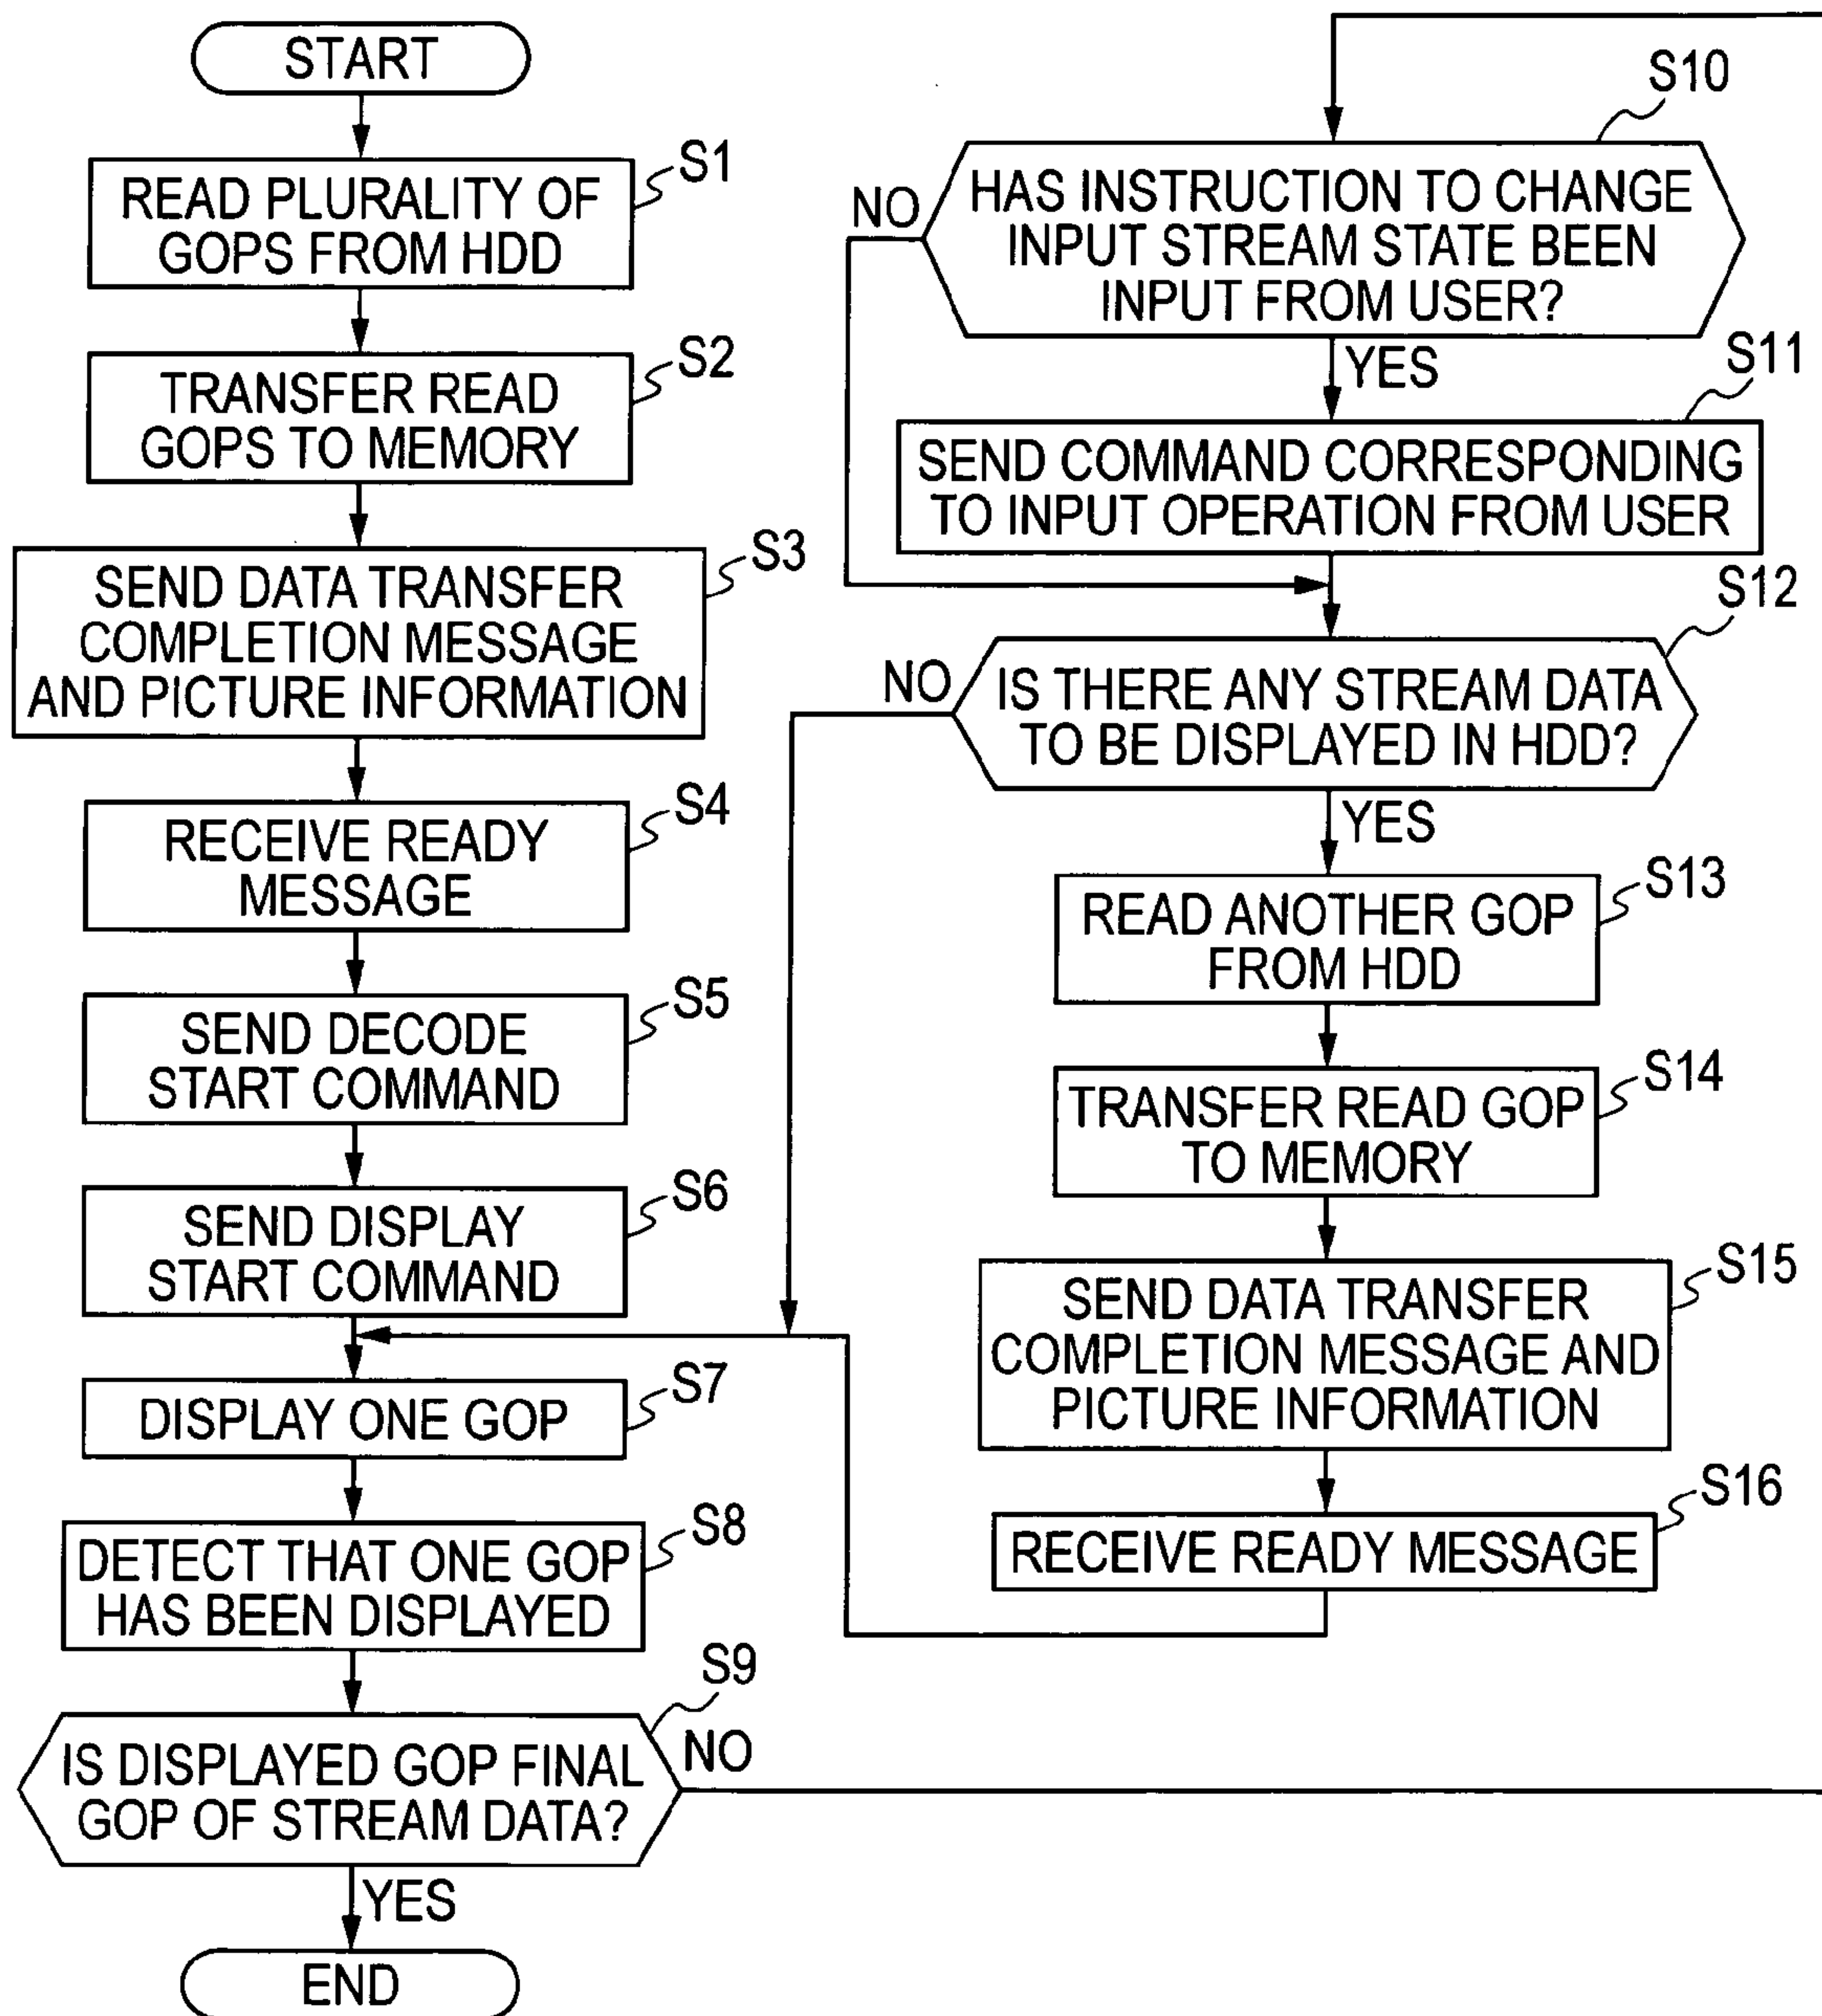 START
S1
READ PLURALITY OF
GOPS FROM HDD
S2
TRANSFER READ
GOPS TO MEMORY
S3
SEND DATA TRANSFER
COMPLETION MESSAGE
AND PICTURE INFORMATION
S4
RECEIVE READY
MESSAGE
S5
SEND DECODE
START COMMAND
S6
SEND DISPLAY
START COMMAND
S7
DISPLAY ONE GOP
S8
DETECT THAT ONE GOP
HAS BEEN DISPLAYED
S9
IS DISPLAYED GOP FINAL
GOP OF STREAM DATA?
NO
YES
END
S10
HAS INSTRUCTION TO CHANGE
INPUT STREAM STATE BEEN
INPUT FROM USER?
NO
YES
S11
SEND COMMAND CORRESPONDING
TO INPUT OPERATION FROM USER
S12
IS THERE ANY STREAM DATA
TO BE DISPLAYED IN HDD?
NO
YES
S13
READ ANOTHER GOP
FROM HDD
S14
TRANSFER READ GOP
TO MEMORY
S15
SEND DATA TRANSFER
COMPLETION MESSAGE AND
PICTURE INFORMATION
S16
RECEIVE READY MESSAGE